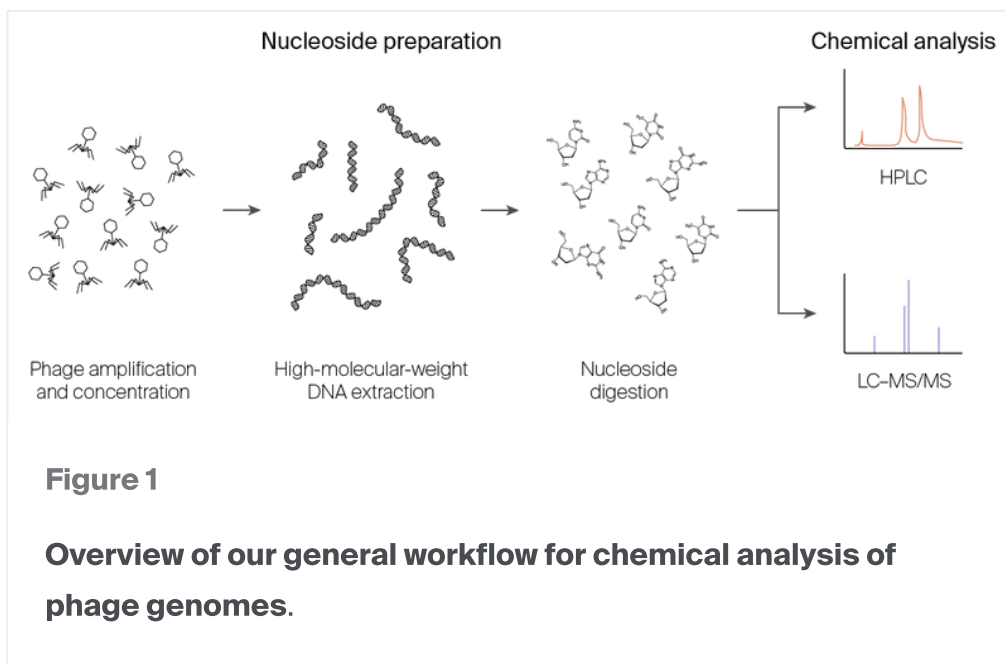 Nucleoside preparation
Chemical analysis
HPLC
LC–MS/MS
Phage amplification
and concentration
High-molecular-weight
DNA extraction
Nucleoside
digestion
Figure 1
Overview of our general workflow for chemical analysis of
phage genomes.